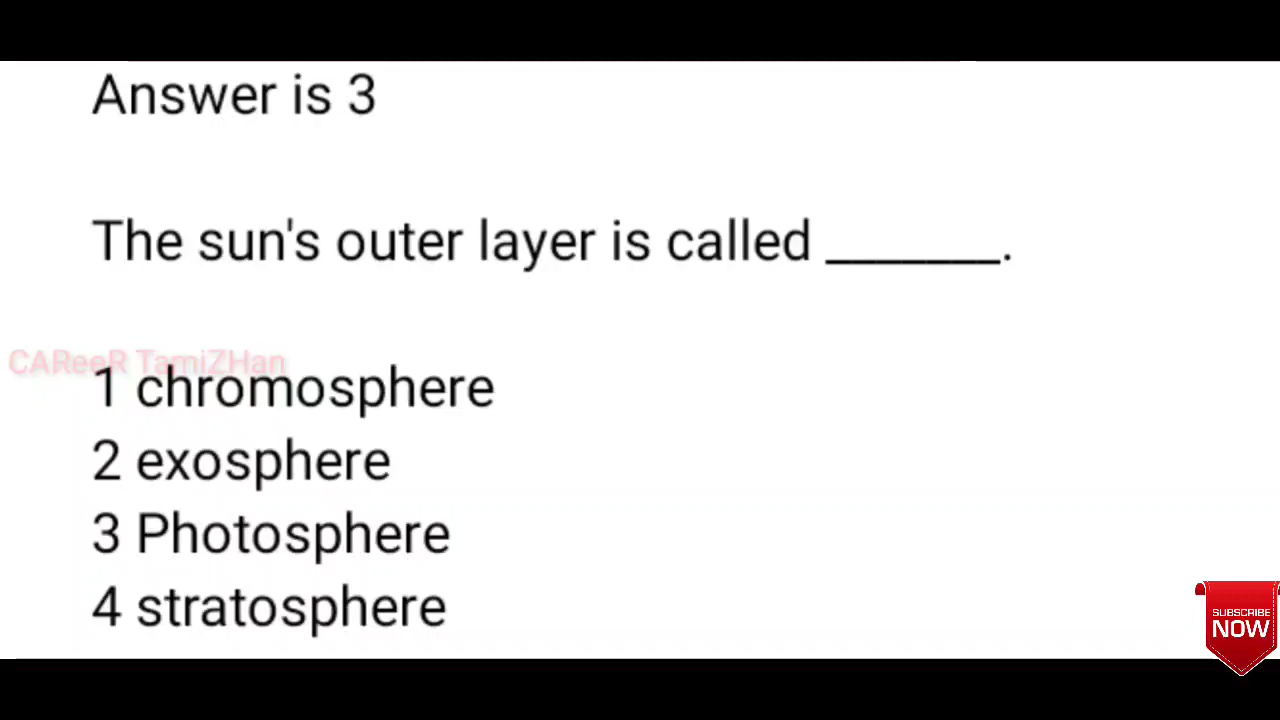 Answer is 3
The sun's outer layer is called _______.
CAReeR TamiZHan
1 chromosphere
2 exosphere
3 Photosphere
4 stratosphere
SUBSCRIBE
NOW